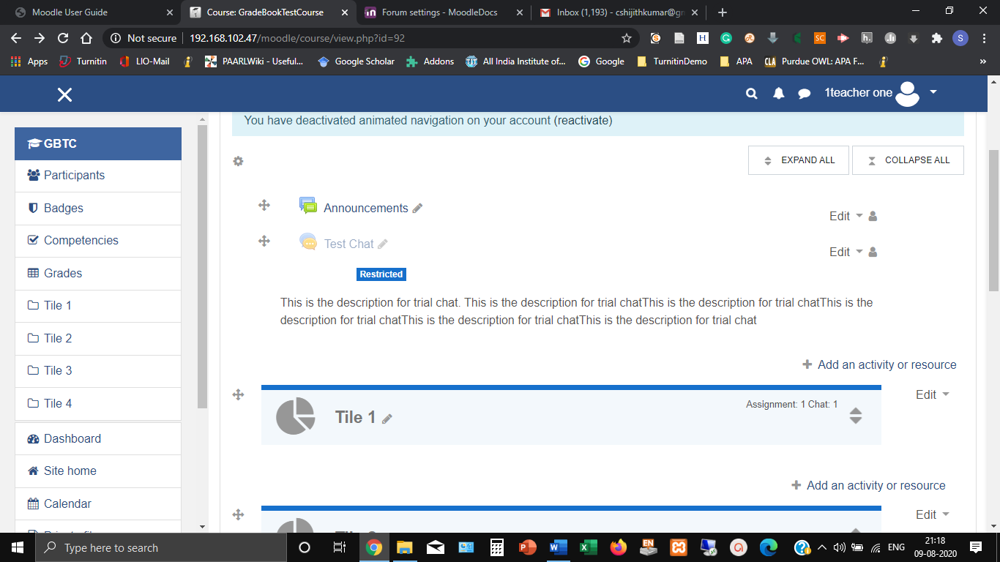 Moodle User Guide
Course: GradeBookTestCourse
Forum settings - MoodleDocs
Inbox (1,193) - cshijithkumar@gm
Not secure
192.168.102.47/moodle/course/view.php?id=92
SC
h.
S
Apps
Turnitin
LIO-Mail
PAARLWiki - Useful...
Google Scholar
Addons
All India Institute of...
Google
TurnitinDemo
APA
Purdue OWL: APA F...
1teacher one
You have deactivated animated navigation on your account (reactivate)
GBTC
Participants
Badges
Competencies
Grades
Tile 1
Tile 2
Tile 3
Tile 4
Dashboard
Site home
Calendar
EXPAND ALL
COLLAPSE ALL
Announcements
Edit
Test Chat
Edit
Restricted
This is the description for trial chat. This is the description for trial chatThis is the description for trial chatThis is the
description for trial chatThis is the description for trial chatThis is the description for trial chat
Add an activity or resource
Tile 1
Assignment: 1 Chat: 1
Edit
Add an activity or resource
Edit
Type here to search
EN
ENG
21:18
09-08-2020